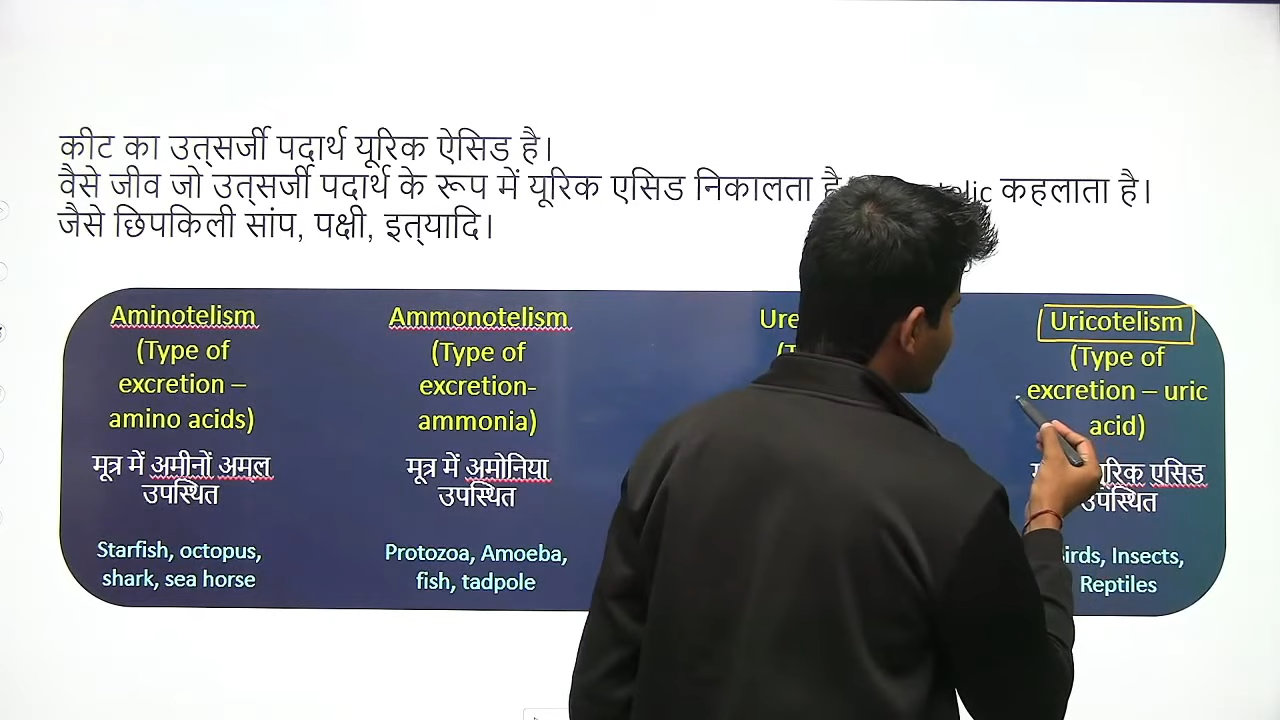 कीट का उत्सर्जी पदार्थ यूरिक ऐसिड है।
वैसे जीव जो उत्सर्जी पदार्थ के रूप में यूरिक एसिड निकालता कहलाता है।
जैसे छिपकिली सांप, पक्षी, इत्यादि।
Aminotelism
(Type of
excretion –
amino acids)
मूत्र में अमीनों अमूल
उपस्थित
Starfish, octopus,
shark, sea horse
Ammonotelism
(Type of
excretion-
ammonia)
मूत्र में अमोनिया
उपस्थित
Protozoa, Amoeba,
fish, tadpole
Uricotelism
(Type of
excretion – uric
acid)
एसिड
उपस्थित
Insects,
Reptiles